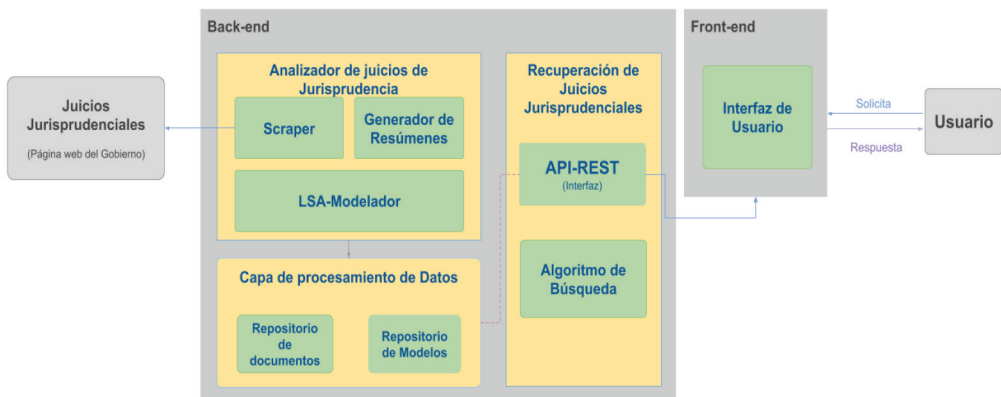 Back-end
Front-end
Juicios
Jurisprudenciales
(Página web del Gobierno)
Analizador de juicios de
Jurisprudencia
Scraper
Generador de
Resúmenes
LSA-Modelador
Capa de procesamiento de Datos
Repositorio
de
documentos
Repositorio
de Modelos
Recuperación de
Juicios
Jurisprudenciales
API-REST
(Interfaz)
Algoritmo de
Búsqueda
Interfaz de
Usuario
Solicita
Respuesta
Usuario